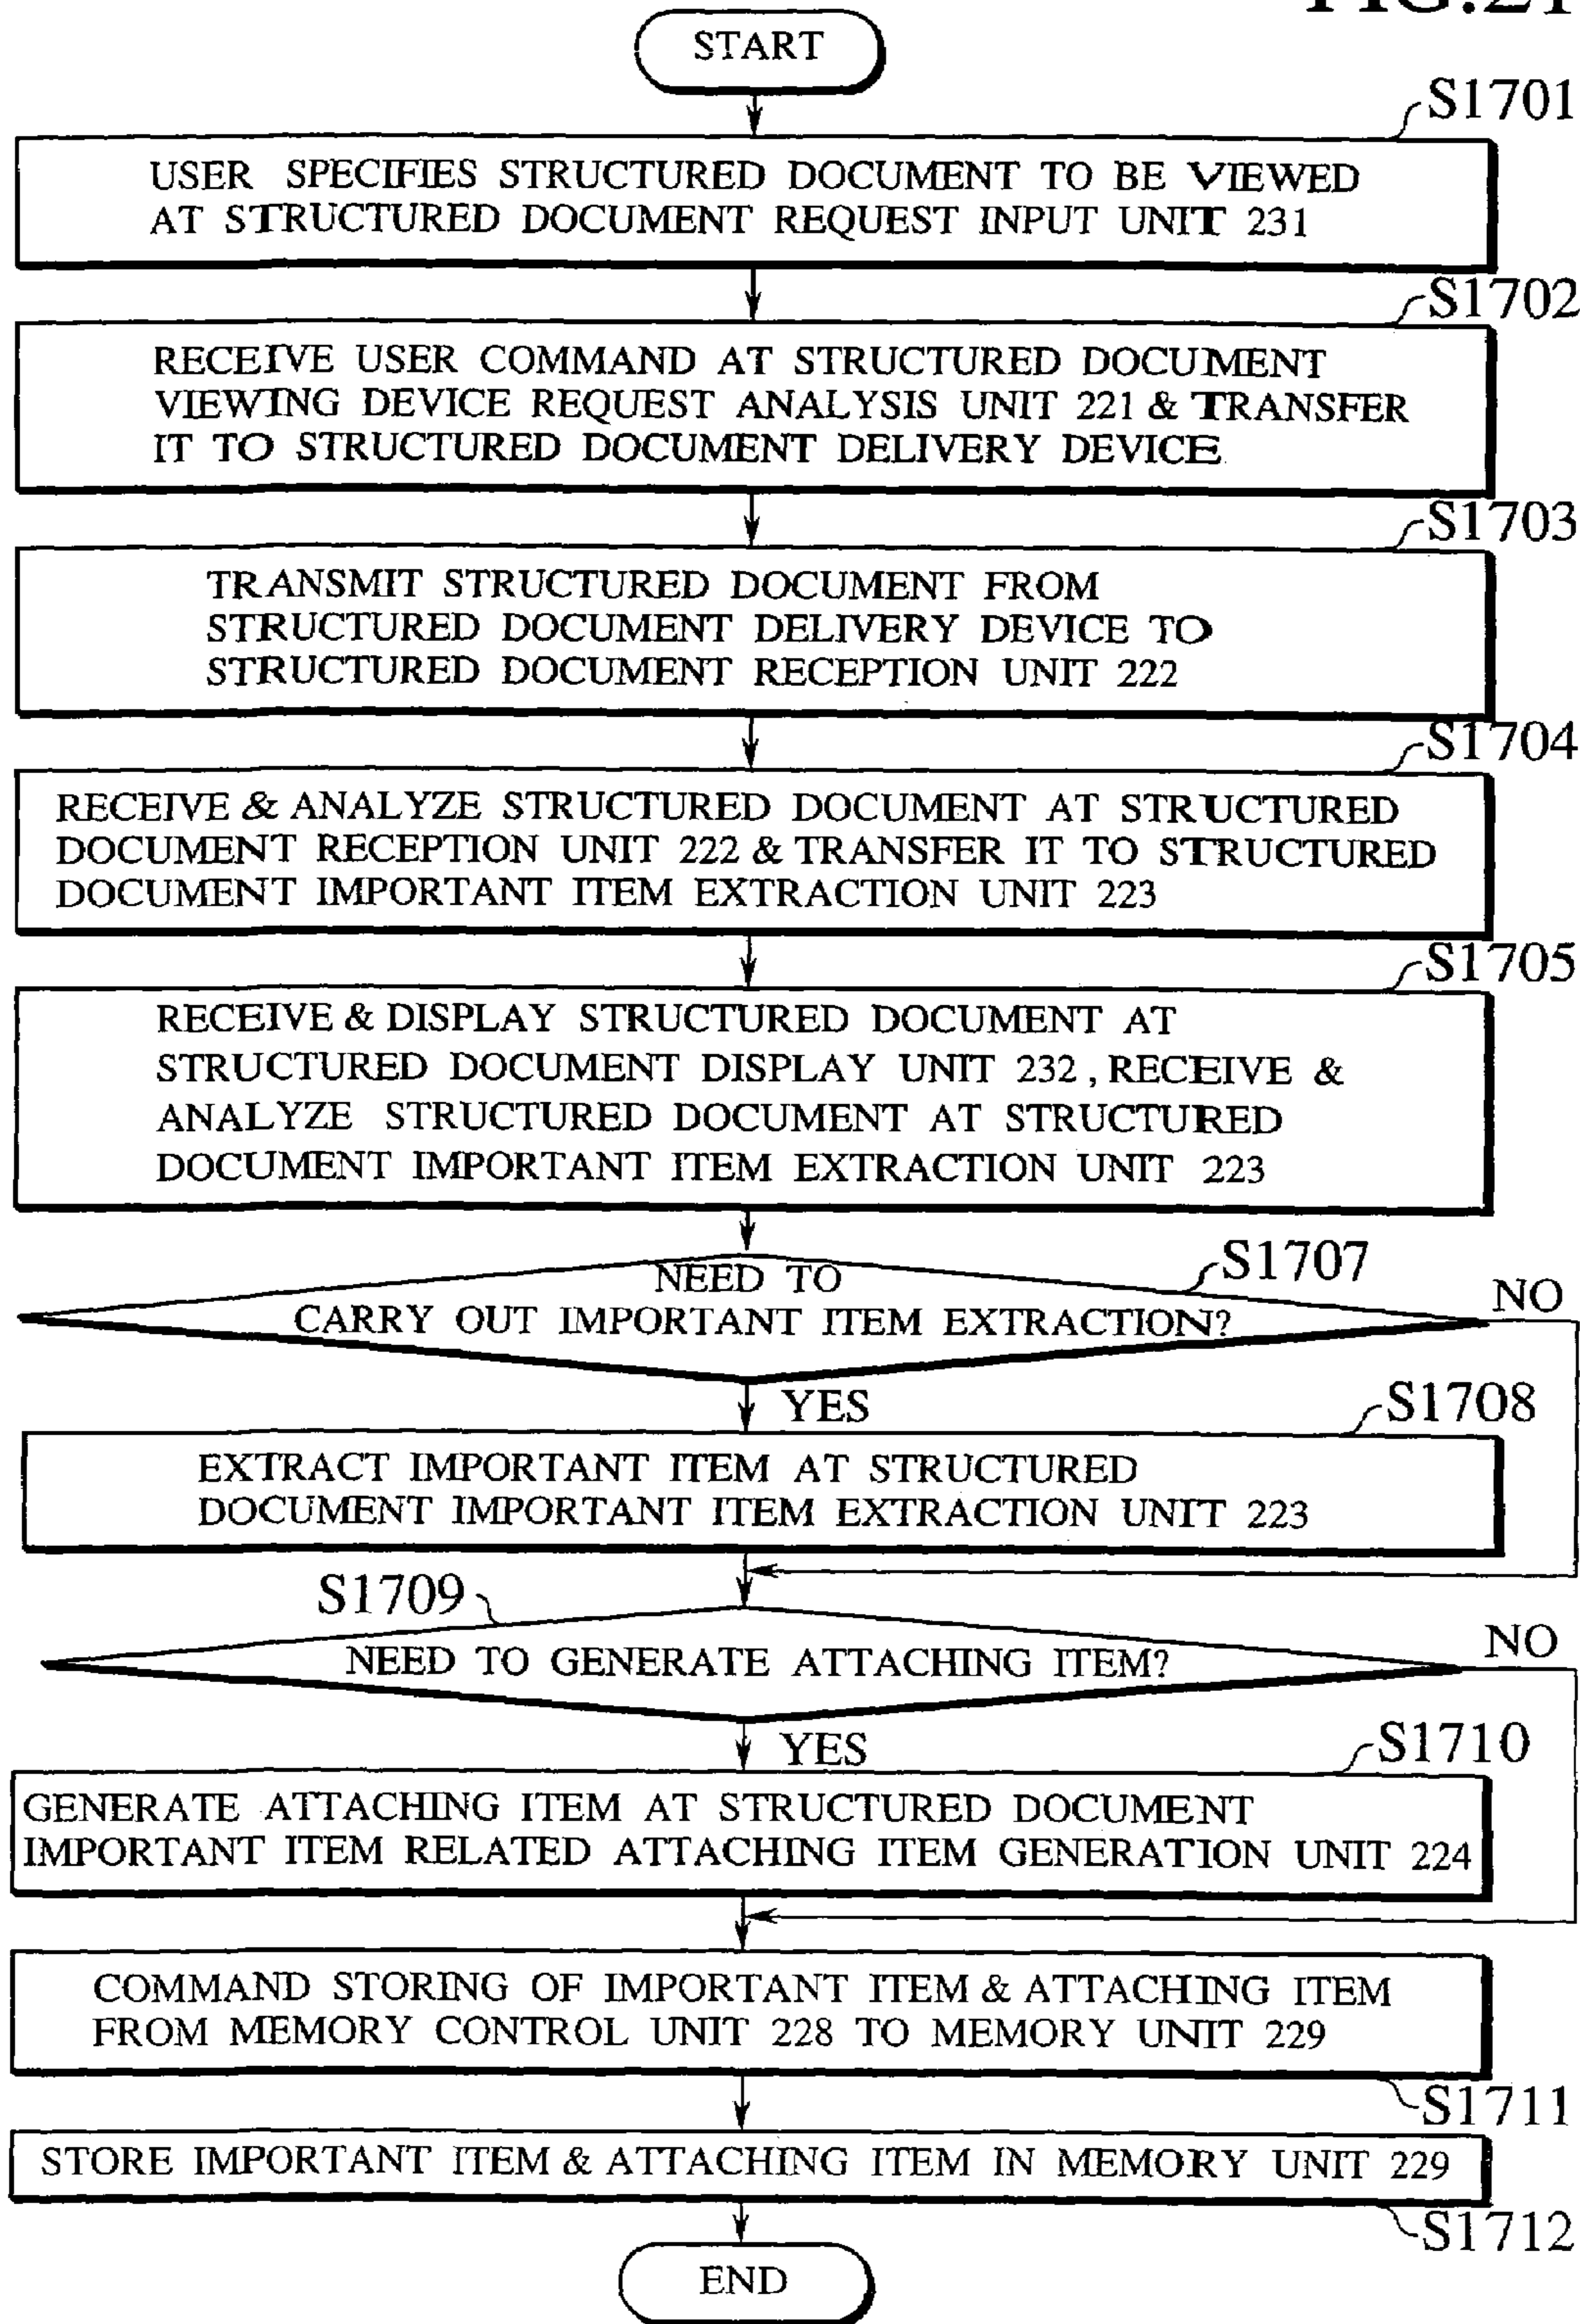 FIG.21
START
S1701
USER SPECIFIES STRUCTURED DOCUMENT TO BE VIEWED
AT STRUCTURED DOCUMENT REQUEST INPUT UNIT 231
S1702
RECEIVE USER COMMAND AT STRUCTURED DOCUMENT
VIEWING DEVICE REQUEST ANALYSIS UNIT 221 & TRANSFER
IT TO STRUCTURED DOCUMENT DELIVERY DEVICE
S1703
TRANSMIT STRUCTURED DOCUMENT FROM
STRUCTURED DOCUMENT DELIVERY DEVICE TO
STRUCTURED DOCUMENT RECEPTION UNIT 222
S1704
RECEIVE & ANALYZE STRUCTURED DOCUMENT AT STRUCTURED
DOCUMENT RECEPTION UNIT 222 & TRANSFER IT TO STRUCTURED
DOCUMENT IMPORTANT ITEM EXTRACTION UNIT 223
S1705
RECEIVE & DISPLAY STRUCTURED DOCUMENT AT
STRUCTURED DOCUMENT DISPLAY UNIT 232, RECEIVE &
ANALYZE STRUCTURED DOCUMENT AT STRUCTURED
DOCUMENT IMPORTANT ITEM EXTRACTION UNIT 223
S1707
NEED TO
CARRY OUT IMPORTANT ITEM EXTRACTION?
NO
YES
S1708
EXTRACT IMPORTANT ITEM AT STRUCTURED
DOCUMENT IMPORTANT ITEM EXTRACTION UNIT 223
S1709
NEED TO GENERATE ATTACHING ITEM?
NO
YES
S1710
GENERATE ATTACHING ITEM AT STRUCTURED DOCUMENT
IMPORTANT ITEM RELATED ATTACHING ITEM GENERATION UNIT 224
COMMAND STORING OF IMPORTANT ITEM & ATTACHING ITEM
FROM MEMORY CONTROL UNIT 228 TO MEMORY UNIT 229
S1711
STORE IMPORTANT ITEM & ATTACHING ITEM IN MEMORY UNIT 229
S1712
END